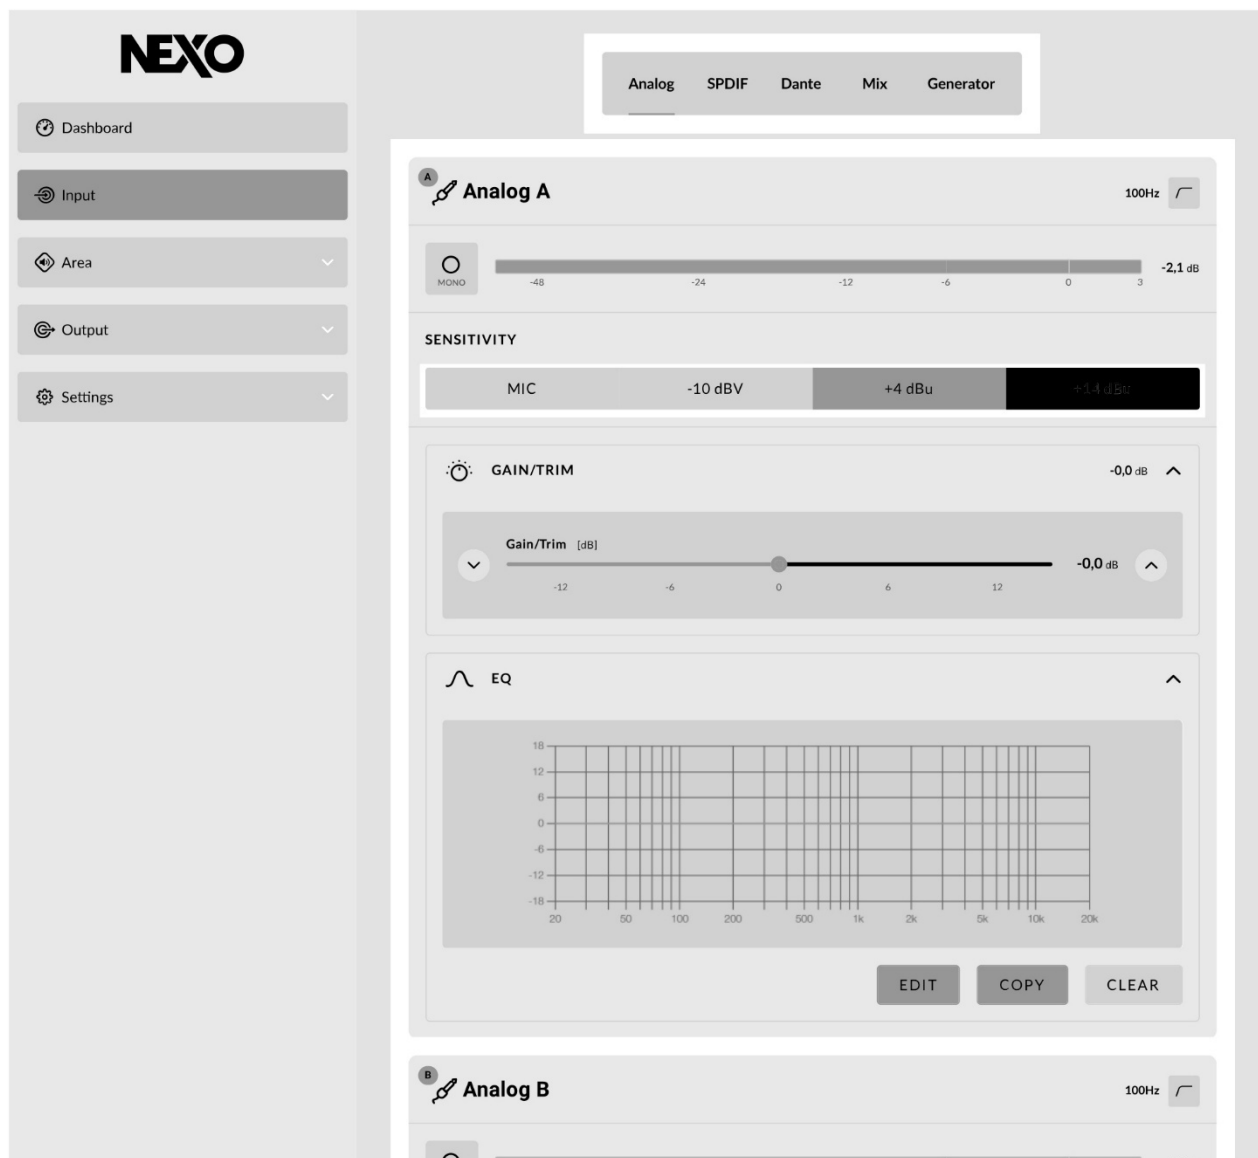 NEXO
Dashboard
Input
Area
Output
Settings
Analog SPDIF Dante Mix Generator
A
Analog A
100Hz
MONO
-48 -24 -12 -6 0 3
-2,1 dB
SENSITIVITY
MIC -10 dBV +4 dBu +14 dBu
GAIN/TRIM
-0,0 dB
Gain/Trim [dB]
-0,0 dB
-12 -6 0 6 12
EQ
18
12
6
0
-6
-12
-18
20 50 100 200 500 1k 2k 5k 10k 20k
EDIT COPY CLEAR
B
Analog B
100Hz